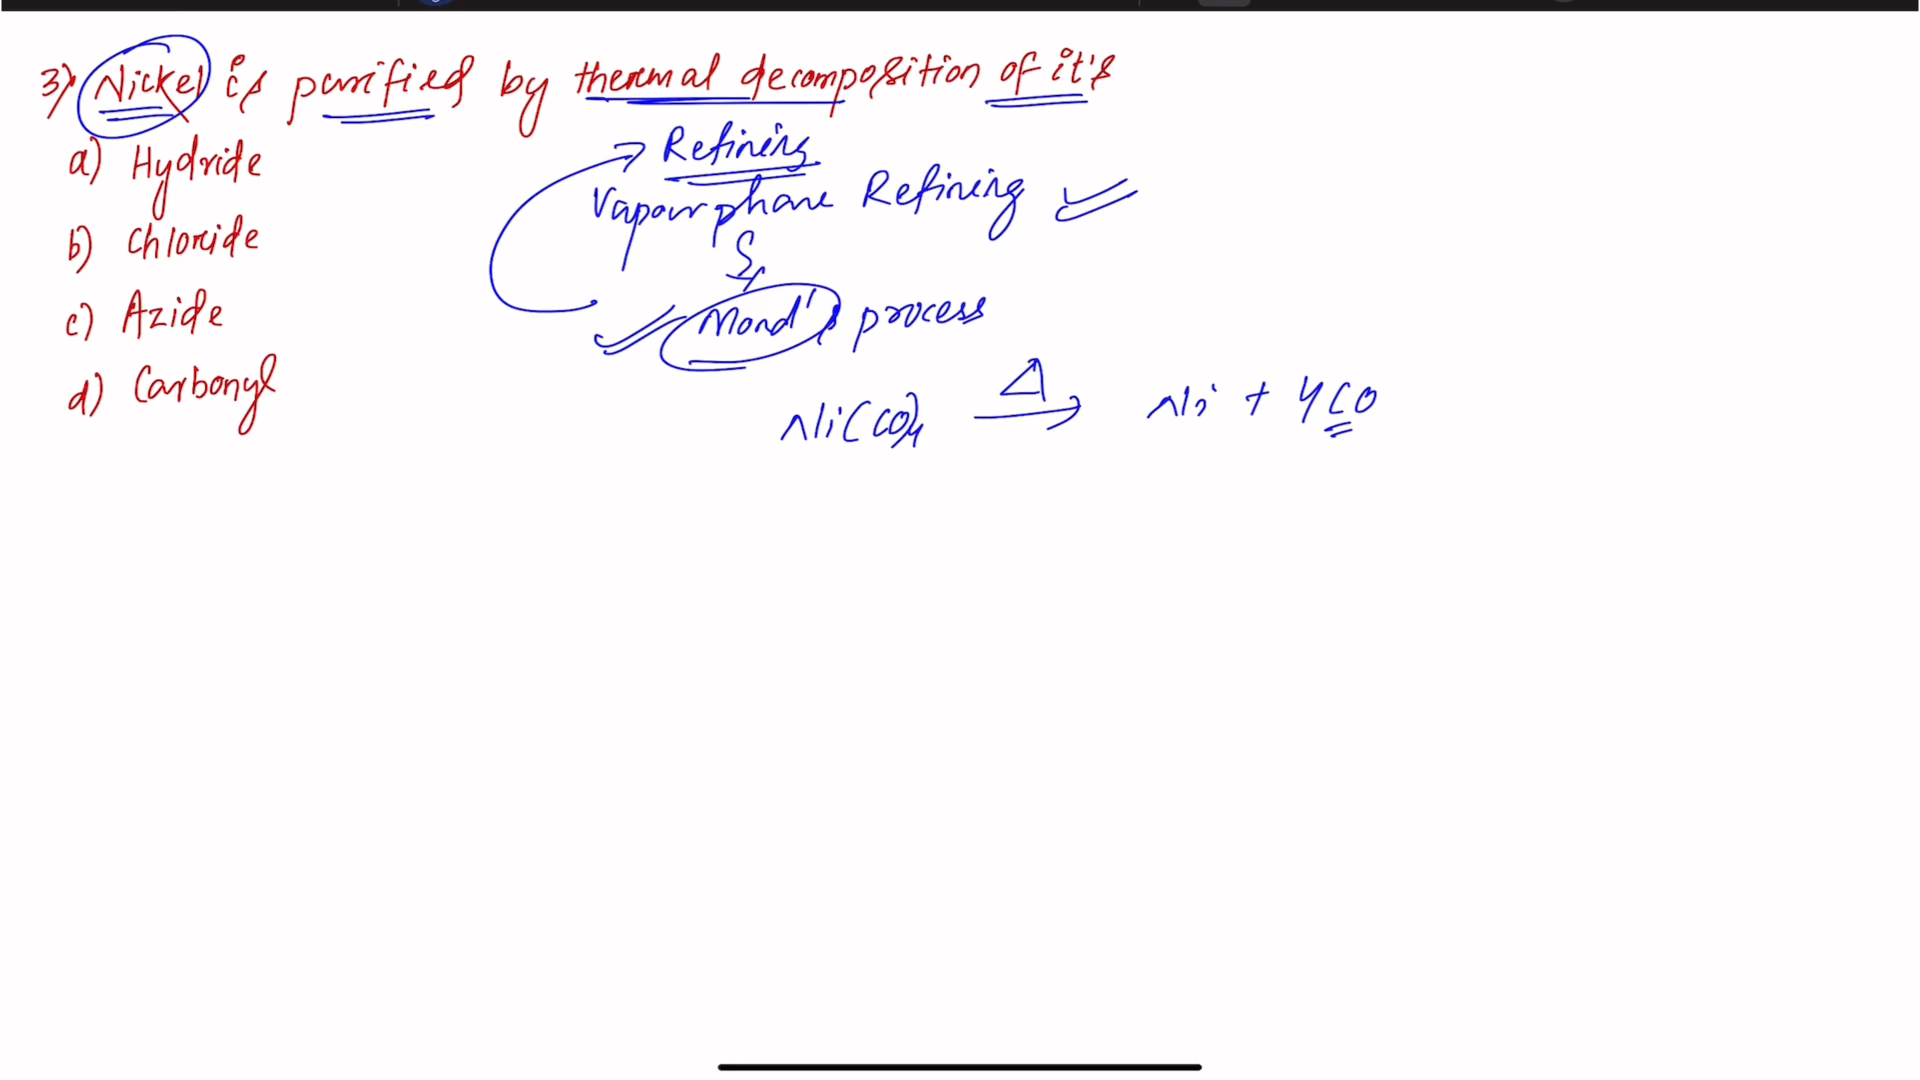 3) Nickel is purified by thermal decomposition of it's
a) Hydride
b) Chloride
c) Azide
d) Carbonyl
→ Refining
Vapour phase Refining
Mond's process
Ni(CO)4 Δ→ Ni + 4CO